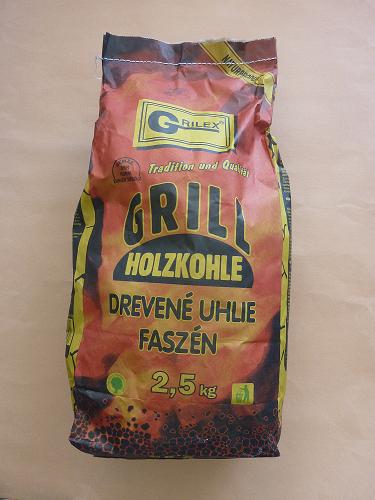 GRILEX®
Tradition und Qualität
GRILL
HOLZKOHLE
DREVENÉ UHLIE
FASZÉN
2,5 kg